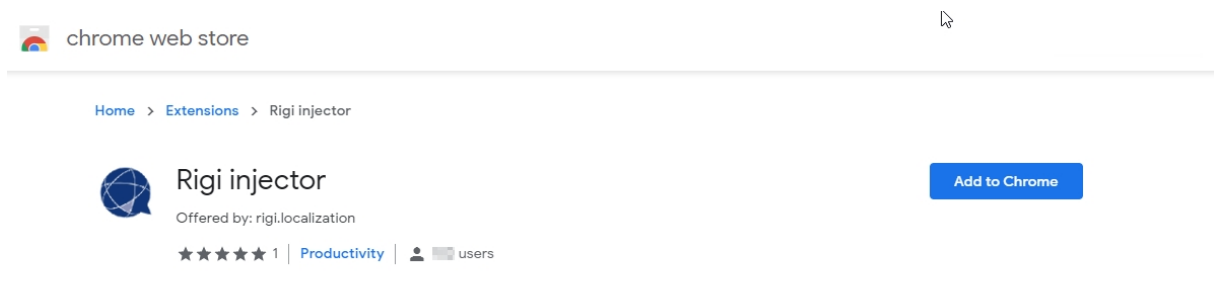 chrome web store
Home > Extensions > Rigi injector
Rigi injector
Add to Chrome
Offered by: rigi.localization
★★★★★ 1 | Productivity | users